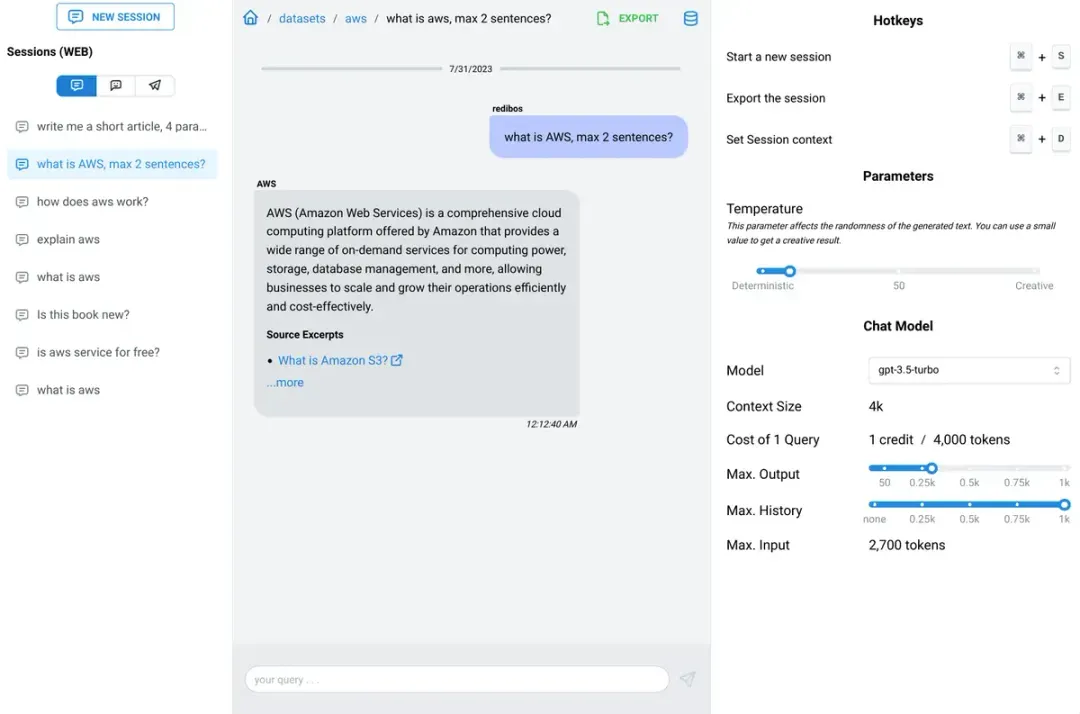 NEW SESSION
Sessions (WEB)
write me a short article, 4 para...
what is AWS, max 2 sentences?
how does aws work?
explain aws
what is aws
Is this book new?
is aws service for free?
what is aws
/ datasets / aws / what is aws, max 2 sentences?
EXPORT
7/31/2023
redibos
what is AWS, max 2 sentences?
AWS
AWS (Amazon Web Services) is a comprehensive cloud
computing platform offered by Amazon that provides a
wide range of on-demand services for computing power,
storage, database management, and more, allowing
businesses to scale and grow their operations efficiently
and cost-effectively.
Source Excerpts
• What is Amazon S3?
...more
12:12:40 AM
your query . . .
Hotkeys
Start a new session ⌘ + S
Export the session ⌘ + E
Set Session context ⌘ + D
Parameters
Temperature
This parameter affects the randomness of the generated text. You can use a small
value to get a creative result.
Deterministic 50 Creative
Chat Model
Model gpt-3.5-turbo
Context Size 4k
Cost of 1 Query 1 credit / 4,000 tokens
Max. Output
50 0.25k 0.5k 0.75k 1k
Max. History
none 0.25k 0.5k 0.75k 1k
Max. Input 2,700 tokens